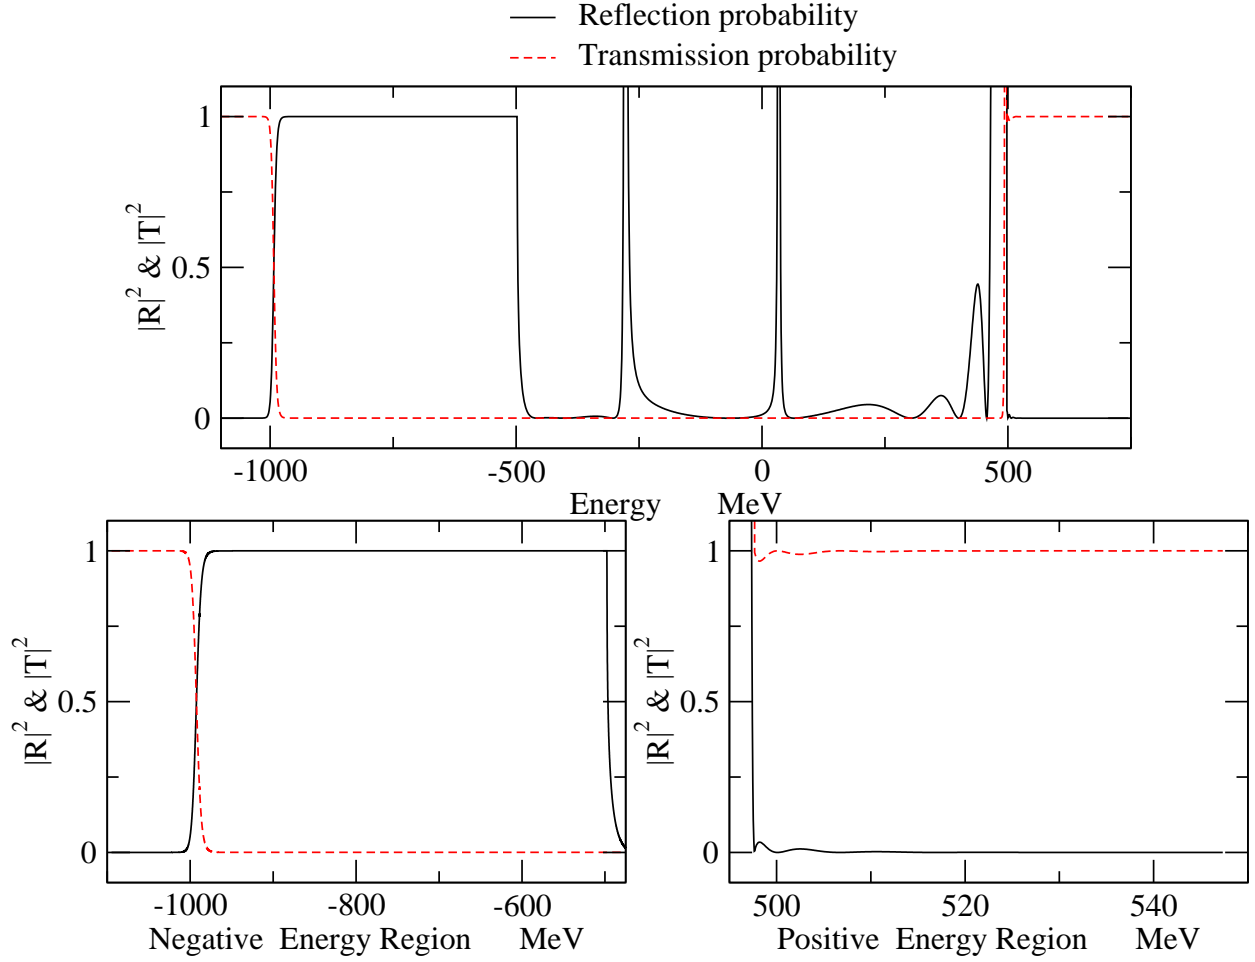 Reflection probability
Transmission probability
|R|² & |T|²
1
0.5
0
-1000 -500 0 500
Energy MeV
|R|² & |T|²
1
0.5
0
-1000 -800 -600
Negative Energy Region MeV
|R|² & |T|²
1
0.5
0
500 520 540
Positive Energy Region MeV